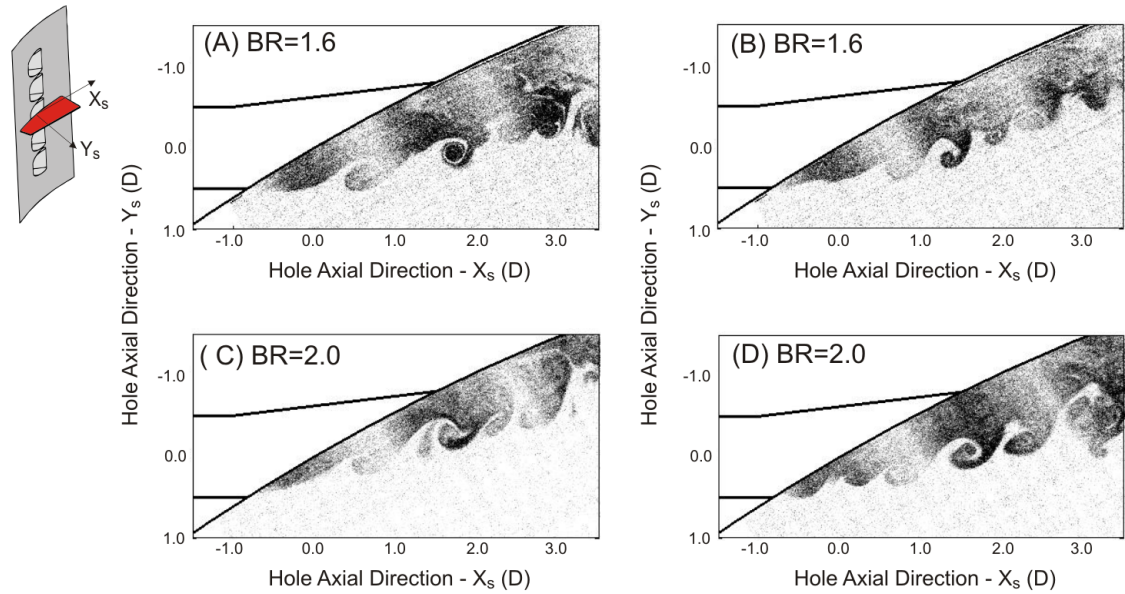 Xs
Ys
(A) BR=1.6
-1.0
0.0
1.0
-1.0 0.0 1.0 2.0 3.0
Hole Axial Direction - Ys (D)
Hole Axial Direction - Xs (D)
(B) BR=1.6
-1.0
0.0
1.0
-1.0 0.0 1.0 2.0 3.0
Hole Axial Direction - Ys (D)
Hole Axial Direction - Xs (D)
( C) BR=2.0
-1.0
0.0
1.0
-1.0 0.0 1.0 2.0 3.0
Hole Axial Direction - Xs (D)
(D) BR=2.0
-1.0
0.0
1.0
-1.0 0.0 1.0 2.0 3.0
Hole Axial Direction - Xs (D)